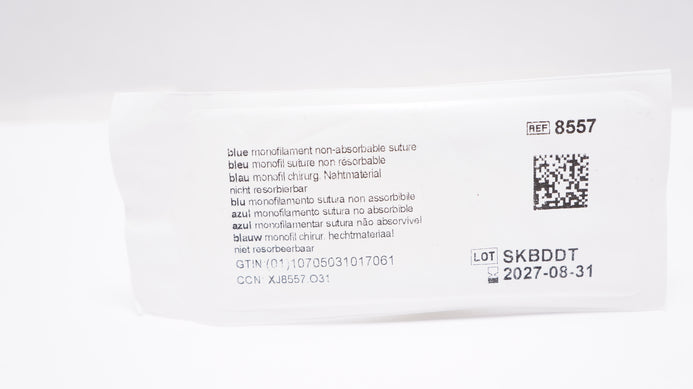 blue monofilament non-absorbable suture
bleu monofil suture non résorbable
blau monofil chirurg. Nahtmaterial
nicht resorbierbar
blu monofilamento sutura non assorbibile
azul monofilamento sutura no absorbible
azul monofilamentar sutura não absorvível
blauw monofil chirur. hechtmateriaal
niet resorbeerbaar
GTIN:(01)10705031017061
CCN: XJ8557.O31
REF 8557
LOT SKBDDT
2027-08-31